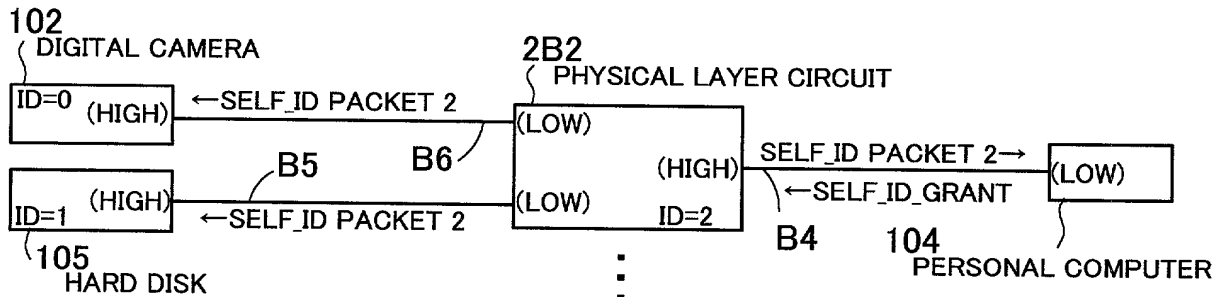 102
DIGITAL CAMERA
2B2
PHYSICAL LAYER CIRCUIT
ID=0
(HIGH)
←SELF_ID PACKET 2
(LOW)
B6
B5
(HIGH)
SELF_ID PACKET 2→
(LOW)
←SELF_ID_GRANT
(HIGH)
ID=1
←SELF_ID PACKET 2
(LOW)
ID=2
B4
104
PERSONAL COMPUTER
105
HARD DISK